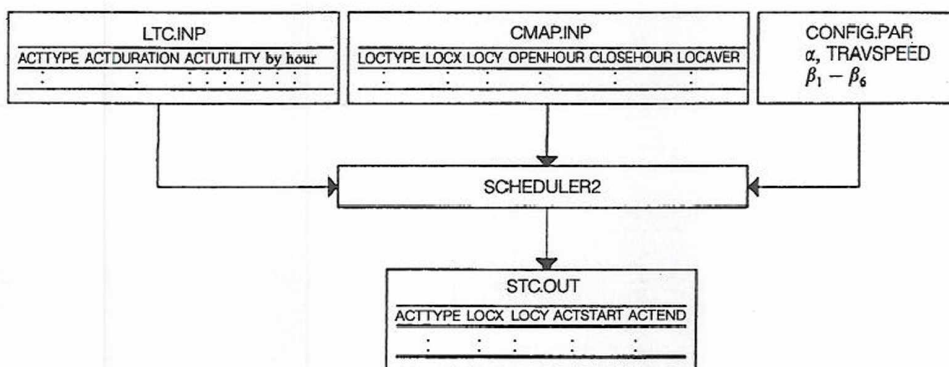 LTC.INP
ACTTYPE ACTDURATION ACTUTILITY by hour
CMAP.INP
LOCTYPE LOCX LOCY OPENHOUR CLOSEHOUR LOCAVER
CONFIG.PAR
α, TRAVSPEED
β₁ – β₆
SCHEDULER2
STC.OUT
ACTTYPE LOCX LOCY ACTSTART ACTEND